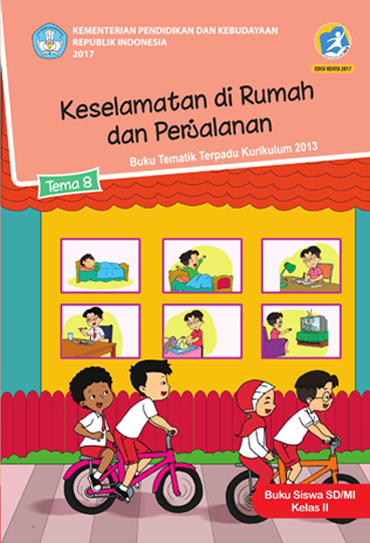 KEMENTERIAN PENDIDIKAN DAN KEBUDAYAAN
REPUBLIK INDONESIA
2017
EDISI REVISI 2017
Keselamatan di Rumah
dan Perjalanan
Buku Tematik Terpadu Kurikulum 2013
Tema 8
Buku Siswa SD/MI
Kelas II